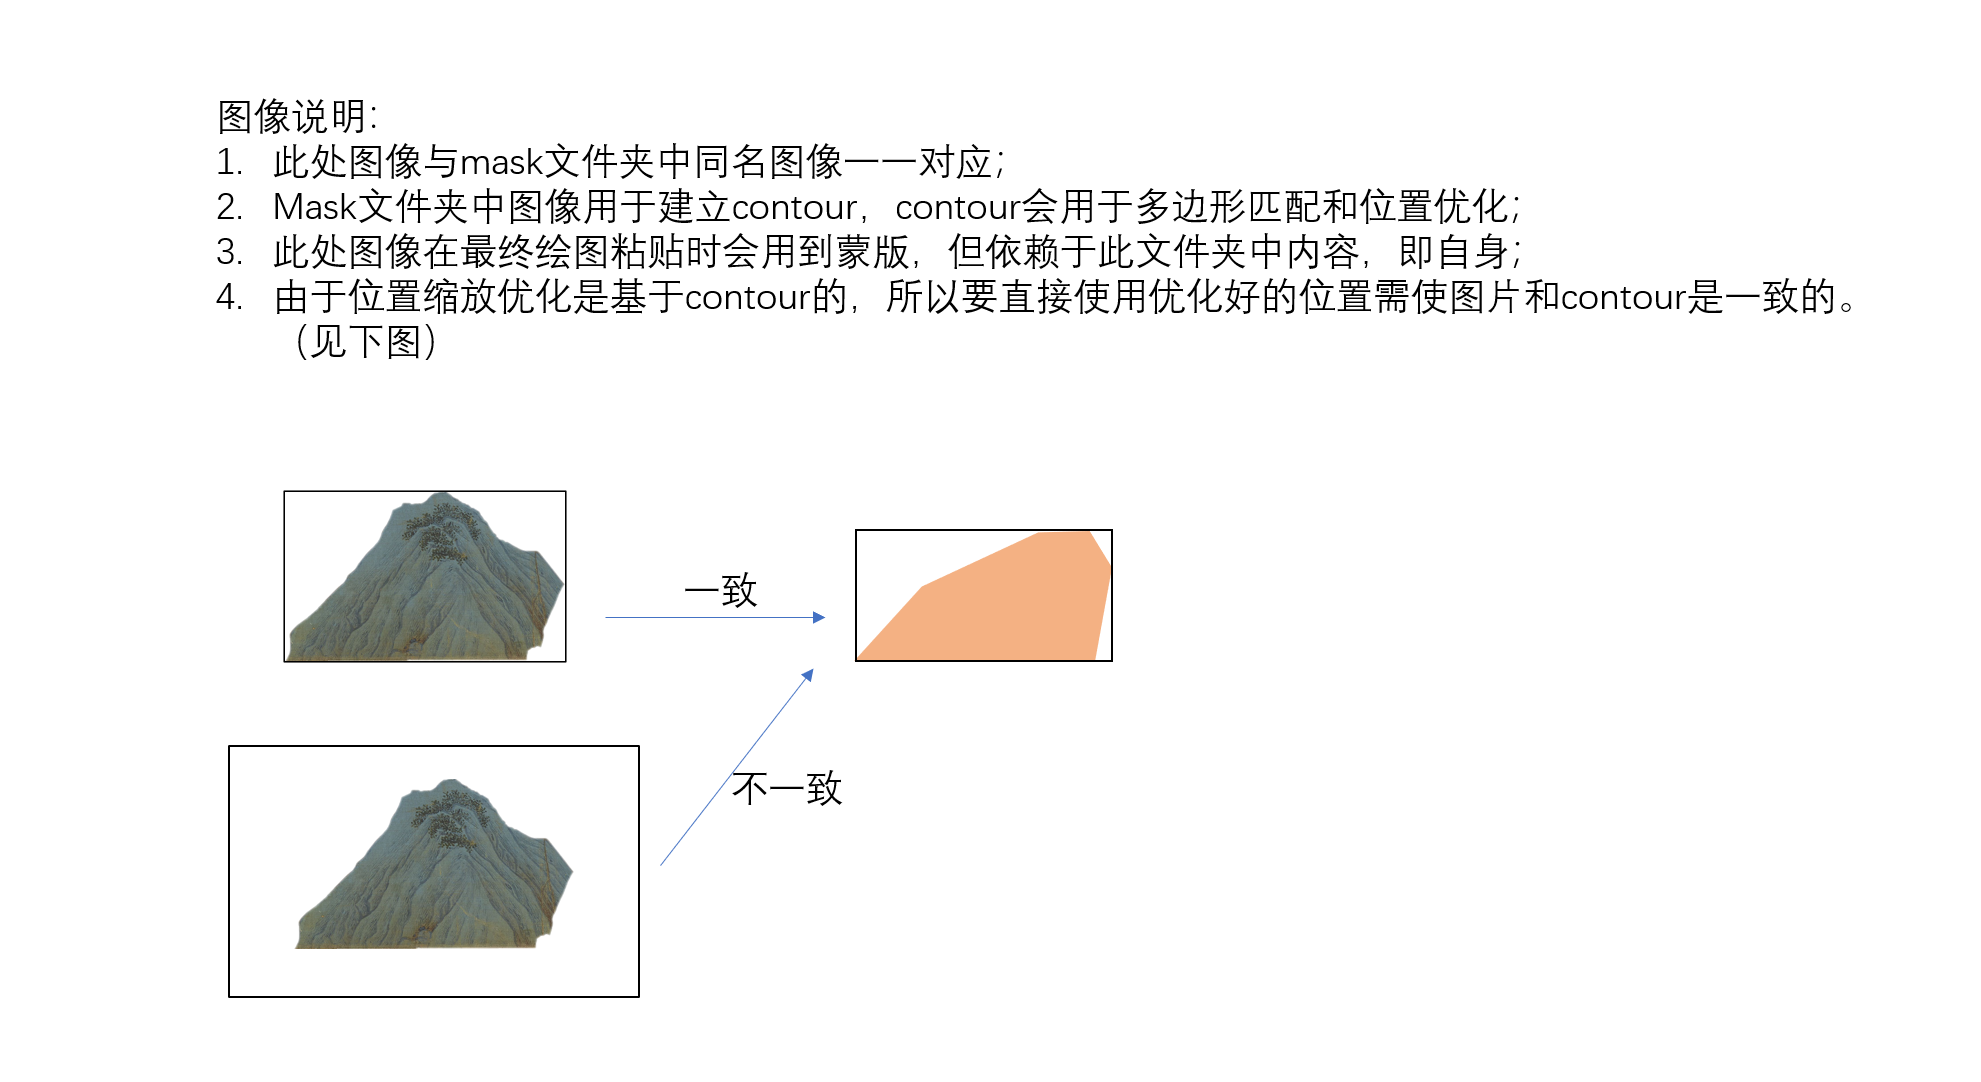 图像说明：
1. 此处图像与mask文件夹中同名图像一一对应；
2. Mask文件夹中图像用于建立contour，contour会用于多边形匹配和位置优化；
3. 此处图像在最终绘图粘贴时会用到蒙版，但依赖于此文件夹中内容，即自身；
4. 由于位置缩放优化是基于contour的，所以要直接使用优化好的位置需使图片和contour是一致的。
（见下图）
一致
不一致